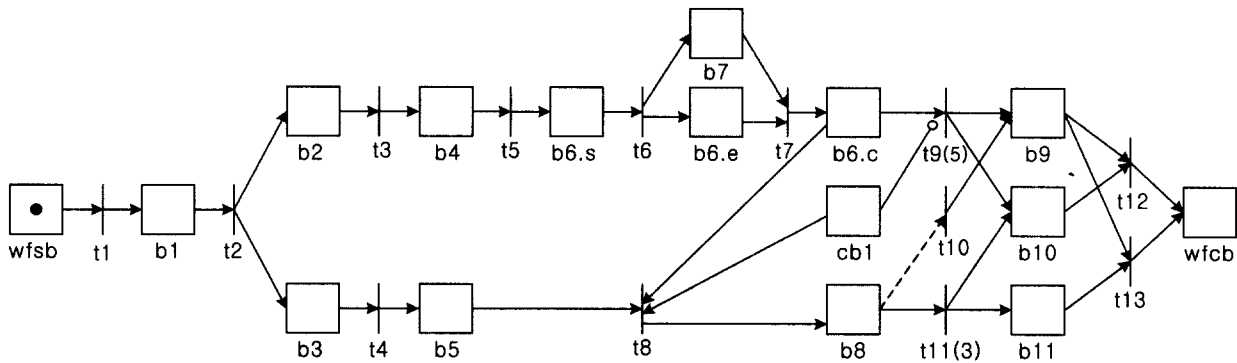 b7
b2 t3 b4 t5 b6.s t6 b6.e t7 b6.c t9(5) b9
wfsb t1 b1 t2 cb1 t10 b10 t12 wfcb
b3 t4 b5 t8 b8 t11(3) b11 t13